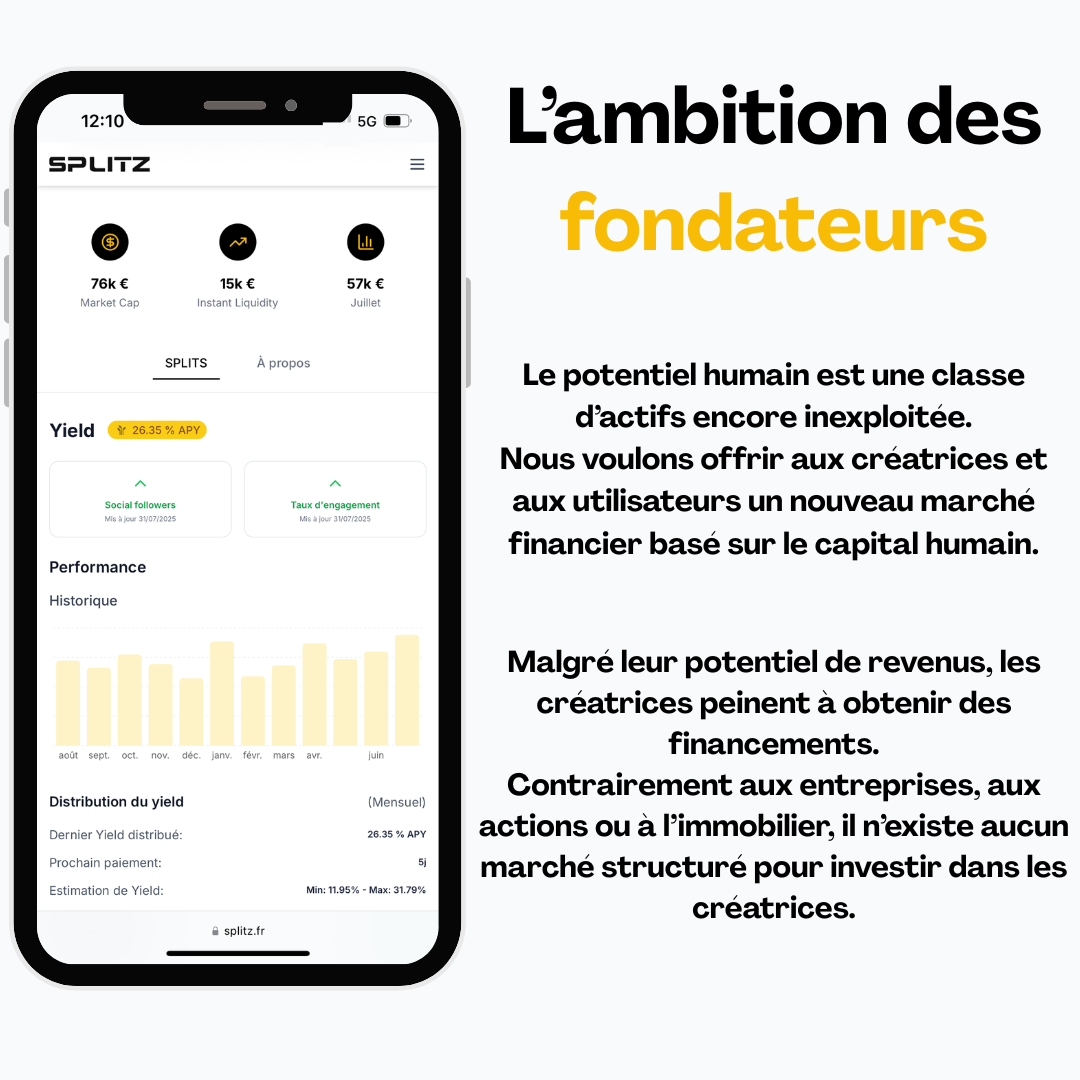 12:10
5G
SPLITZ
76k €
Market Cap
15k €
Instant Liquidity
57k €
Juillet
SPLITS
À propos
Yield
26.35 % APY
Social followers
Mis à jour 31/07/2025
Taux d'engagement
Mis à jour 31/07/2025
Performance
Historique
août sept. oct. nov. déc. janv. févr. mars avr. juin
Distribution du yield
(Mensuel)
Dernier Yield distribué:
26.35 % APY
Prochain paiement:
5j
Estimation de Yield:
Min: 11.95% - Max: 31.79%
splitz.fr
L’ambition des
fondateurs
Le potentiel humain est une classe
d’actifs encore inexploitée.
Nous voulons offrir aux créatrices et
aux utilisateurs un nouveau marché
financier basé sur le capital humain.
Malgré leur potentiel de revenus, les
créatrices peinent à obtenir des
financements.
Contrairement aux entreprises, aux
actions ou à l’immobilier, il n’existe aucun
marché structuré pour investir dans les
créatrices.